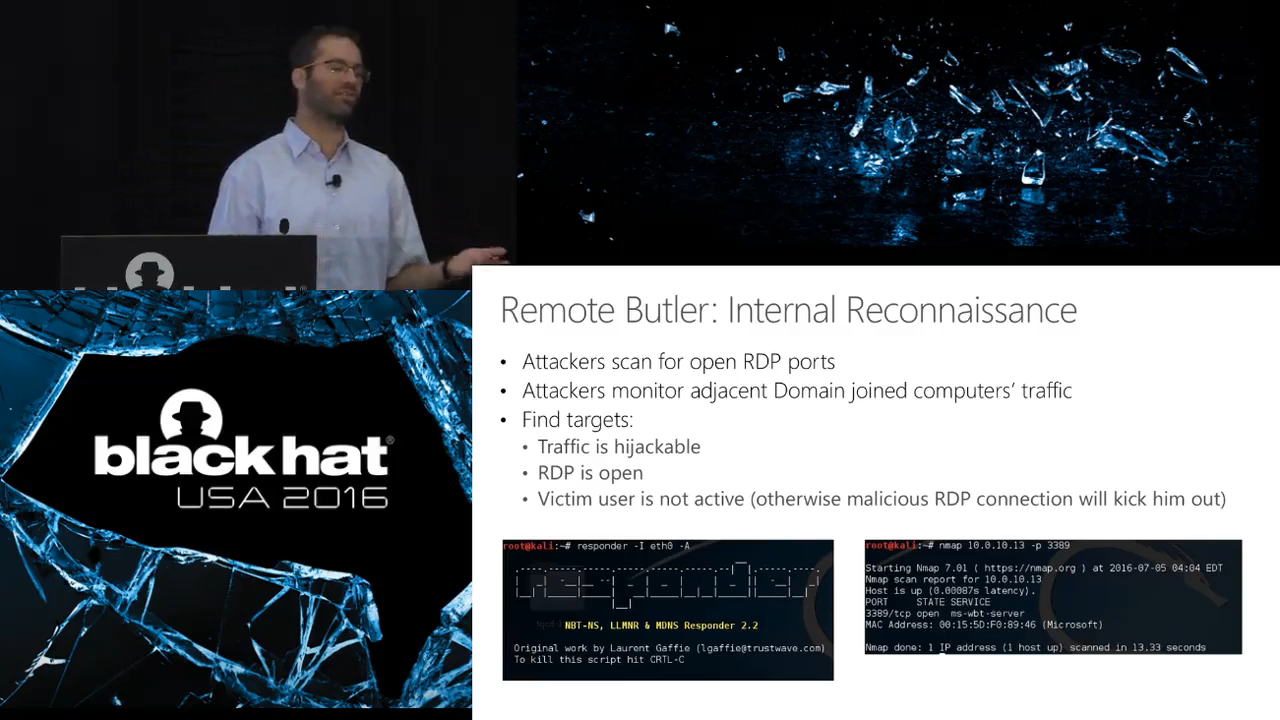 black hat
USA 2016
Remote Butler: Internal Reconnaissance
• Attackers scan for open RDP ports
• Attackers monitor adjacent Domain joined computers’ traffic
• Find targets:
• Traffic is hijackable
• RDP is open
• Victim user is not active (otherwise malicious RDP connection will kick him out)
root@kali:~# responder -I eth0 -A
responder
NBT-NS, LLMNR & MDNS Responder 2.2
Original work by Laurent Gaffie (lgaffie@trustwave.com)
To kill this script hit CRTL-C
root@kali:~# nmap 10.0.10.13 -p 3389
Starting Nmap 7.01 ( https://nmap.org ) at 2016-07-05 04:04 EDT
Nmap scan report for 10.0.10.13
Host is up (0.00087s latency).
PORT     STATE SERVICE
3389/tcp open  ms-wbt-server
MAC Address: 00:15:5D:F0:89:46 (Microsoft)
Nmap done: 1 IP address (1 host up) scanned in 13.33 seconds